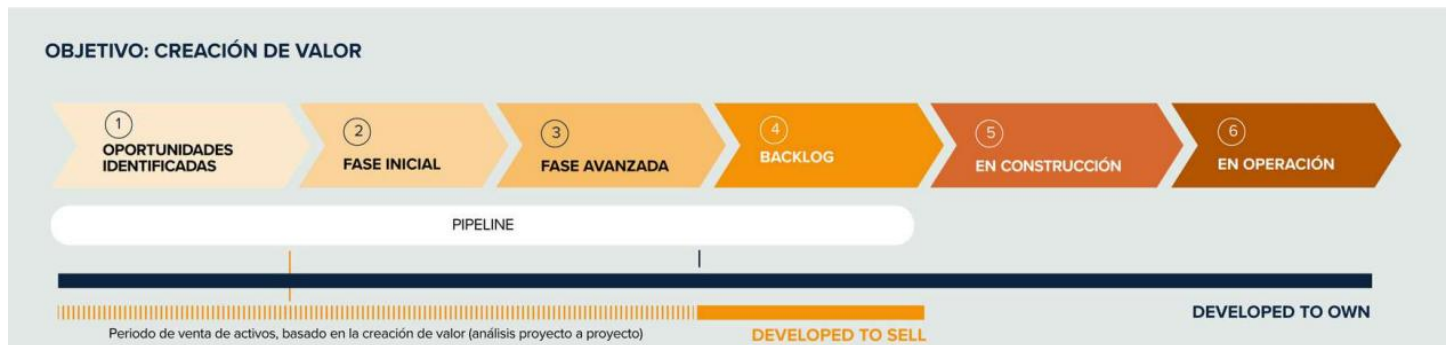 OBJETIVO: CREACIÓN DE VALOR
1
OPORTUNIDADES
IDENTIFICADAS
2
FASE INICIAL
3
FASE AVANZADA
4
BACKLOG
5
EN CONSTRUCCIÓN
6
EN OPERACIÓN
PIPELINE
DEVELOPED TO OWN
Periodo de venta de activos, basado en la creación de valor (análisis proyecto a proyecto)
DEVELOPED TO SELL